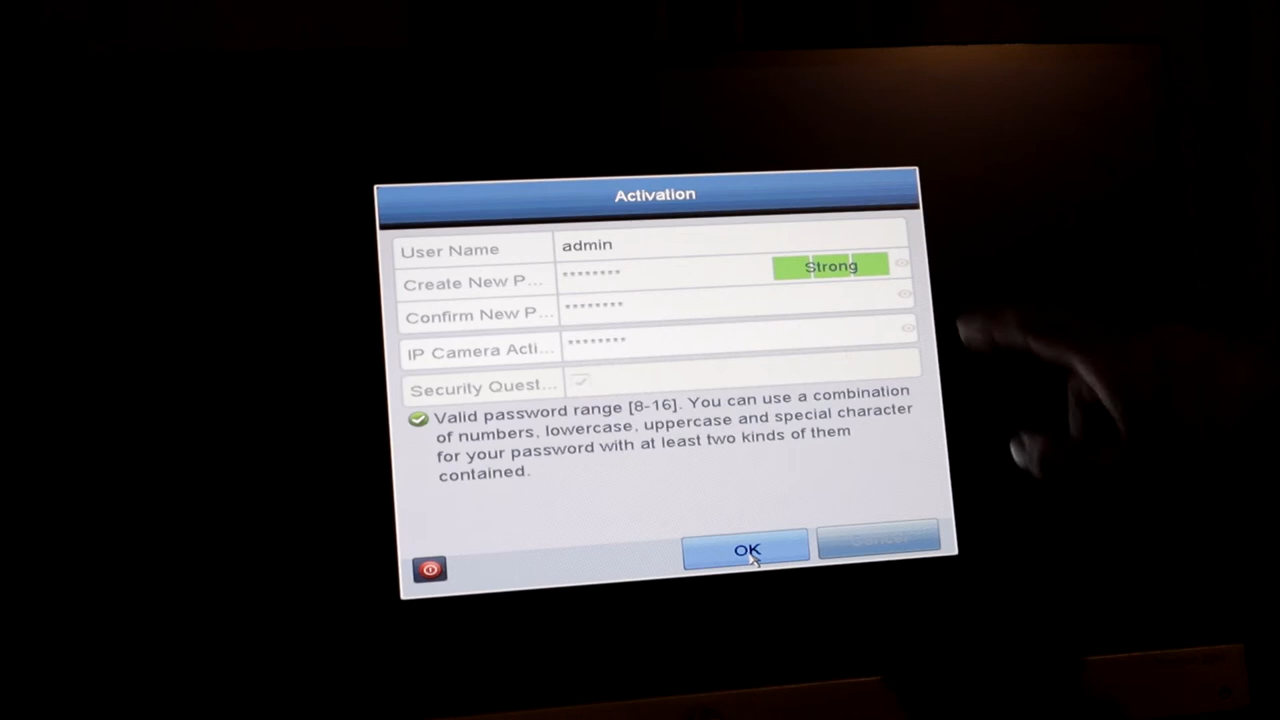 Activation
User Name admin
Create New P... ******** Strong
Confirm New P... ********
IP Camera Acti... ********
Security Quest...
Valid password range [8-16]. You can use a combination
of numbers, lowercase, uppercase and special character
for your password with at least two kinds of them
contained.
OK Cancel